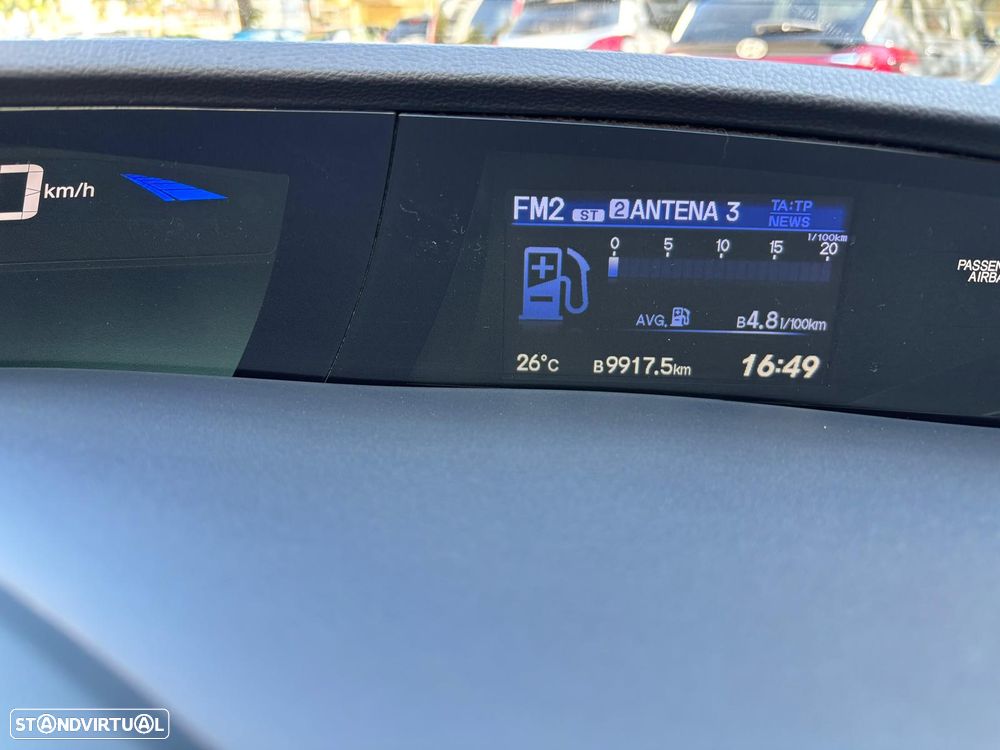 0 km/h
FM2 ST 2 ANTENA 3 TA:TP
NEWS
l/100km
0 5 10 15 20
AVG. B4.8 l/100km
26°C B9917.5km 16:49
AIRBA
STANDVIRTUAL